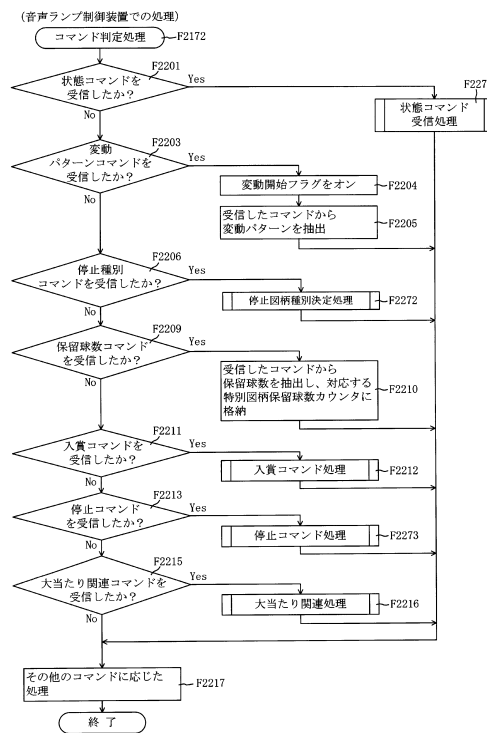 （音声ランプ制御装置での処理）
コマンド判定処理
F2172
F2201
状態コマンドを
受信したか？
Yes
No
F227
状態コマンド
受信処理
F2203
変動
パターンコマンドを
受信したか？
Yes
No
変動開始フラグをオン
F2204
受信したコマンドから
変動パターンを抽出
F2205
F2206
停止種別
コマンドを受信したか？
Yes
No
停止図柄種別決定処理
F2272
F2209
保留球数コマンド
を受信したか？
Yes
No
受信したコマンドから
保留球数を抽出し、対応する
特別図柄保留球数カウンタに
格納
F2210
F2211
入賞コマンドを
受信したか？
Yes
No
入賞コマンド処理
F2212
F2213
停止コマンド
を受信したか？
Yes
No
停止コマンド処理
F2273
F2215
大当たり関連コマンドを
受信したか？
Yes
No
大当たり関連処理
F2216
その他のコマンドに応じた
処理
F2217
終 了